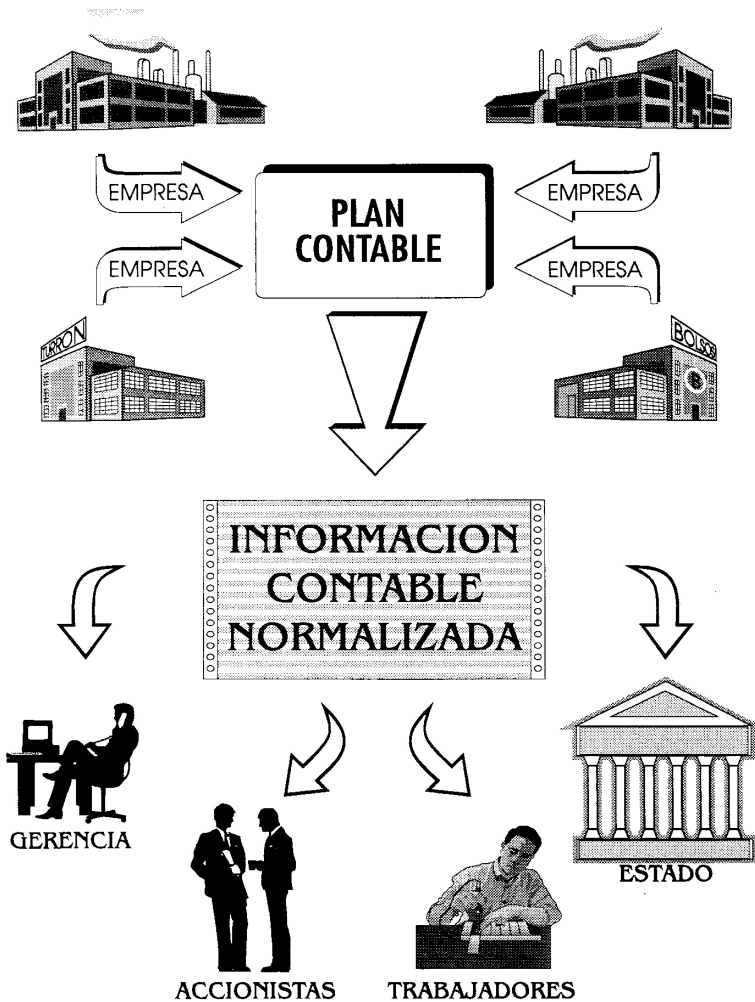 EMPRESA
EMPRESA
PLAN
CONTABLE
EMPRESA
EMPRESA
TURRON
BOLSOS
B
INFORMACION
CONTABLE
NORMALIZADA
GERENCIA
ESTADO
ACCIONISTAS
TRABAJADORES